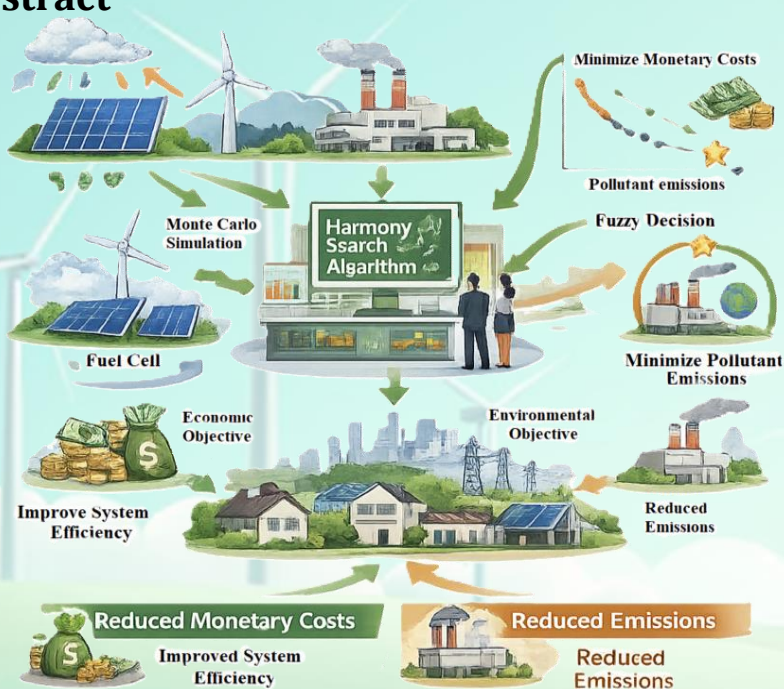 stract
Minimize Monetary Costs
Pollutant emissions
Monte Carlo
Simulation
Harmony
Ssarch
Algarithm
Fuzzy Decision
Fuel Cell
Minimize Pollutant
Emissions
Economic
Objective
Environmental
Objective
$
Improve System
Efficiency
Reduced
Emissions
Reduced Monetary Costs
Reduced Emissions
$
Improved System
Efficiency
Reduced
Emissions